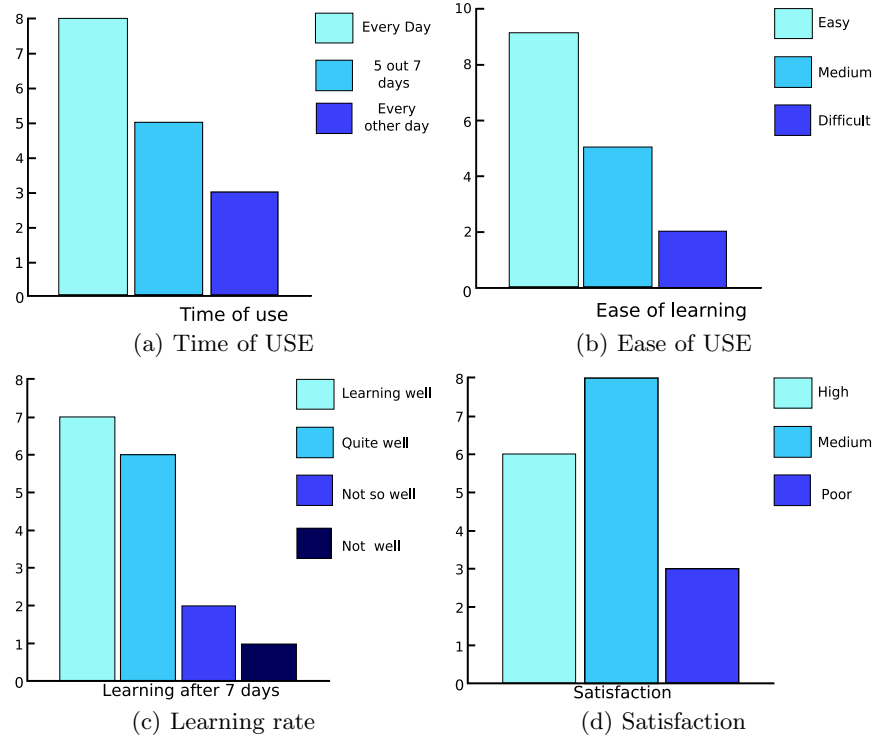 8
7
6
5
4
3
2
1
0
Every Day
5 out 7
days
Every
other day
Time of use
(a) Time of USE
10
8
6
4
2
0
Easy
Medium
Difficult
Ease of learning
(b) Ease of USE
8
7
6
5
4
3
2
1
0
Learning well
Quite well
Not so well
Not well
Learning after 7 days
(c) Learning rate
8
7
6
5
4
3
2
1
0
High
Medium
Poor
Satisfaction
(d) Satisfaction